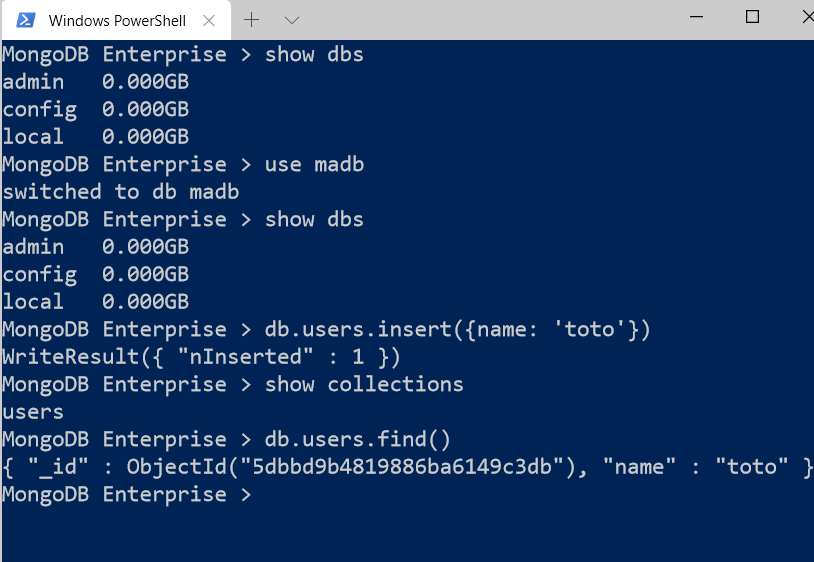 Windows PowerShell
MongoDB Enterprise > show dbs
admin   0.000GB
config  0.000GB
local   0.000GB
MongoDB Enterprise > use madb
switched to db madb
MongoDB Enterprise > show dbs
admin   0.000GB
config  0.000GB
local   0.000GB
MongoDB Enterprise > db.users.insert({name: 'toto'})
WriteResult({ "nInserted" : 1 })
MongoDB Enterprise > show collections
users
MongoDB Enterprise > db.users.find()
{ "_id" : ObjectId("5dbbd9b4819886ba6149c3db"), "name" : "toto" }
MongoDB Enterprise >